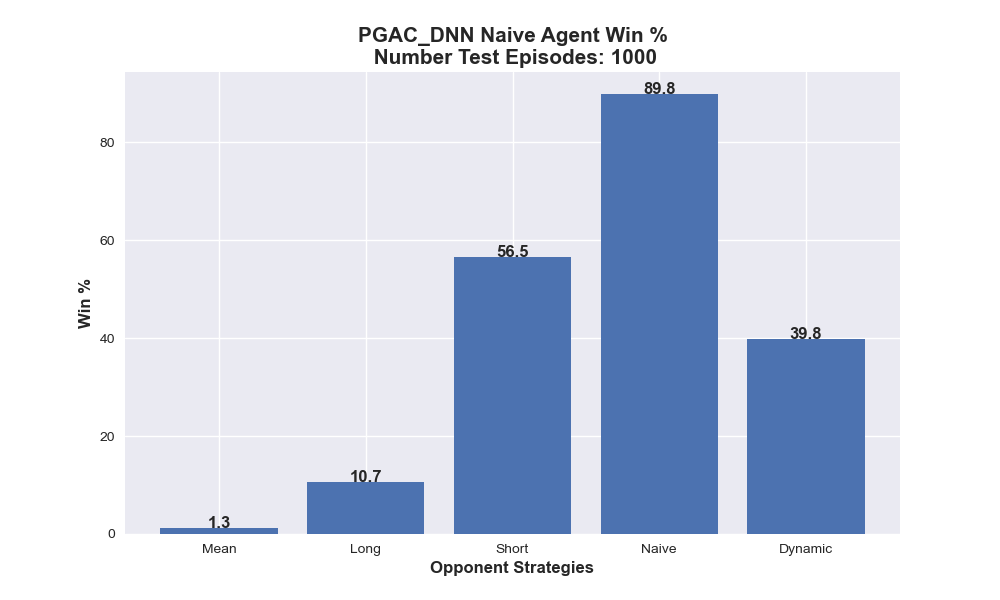 PGAC_DNN Naive Agent Win %
Number Test Episodes: 1000
89.8
80
60
56.5
Win %
40
39.8
20
10.7
1.3
0
Mean Long Short Naive Dynamic
Opponent Strategies